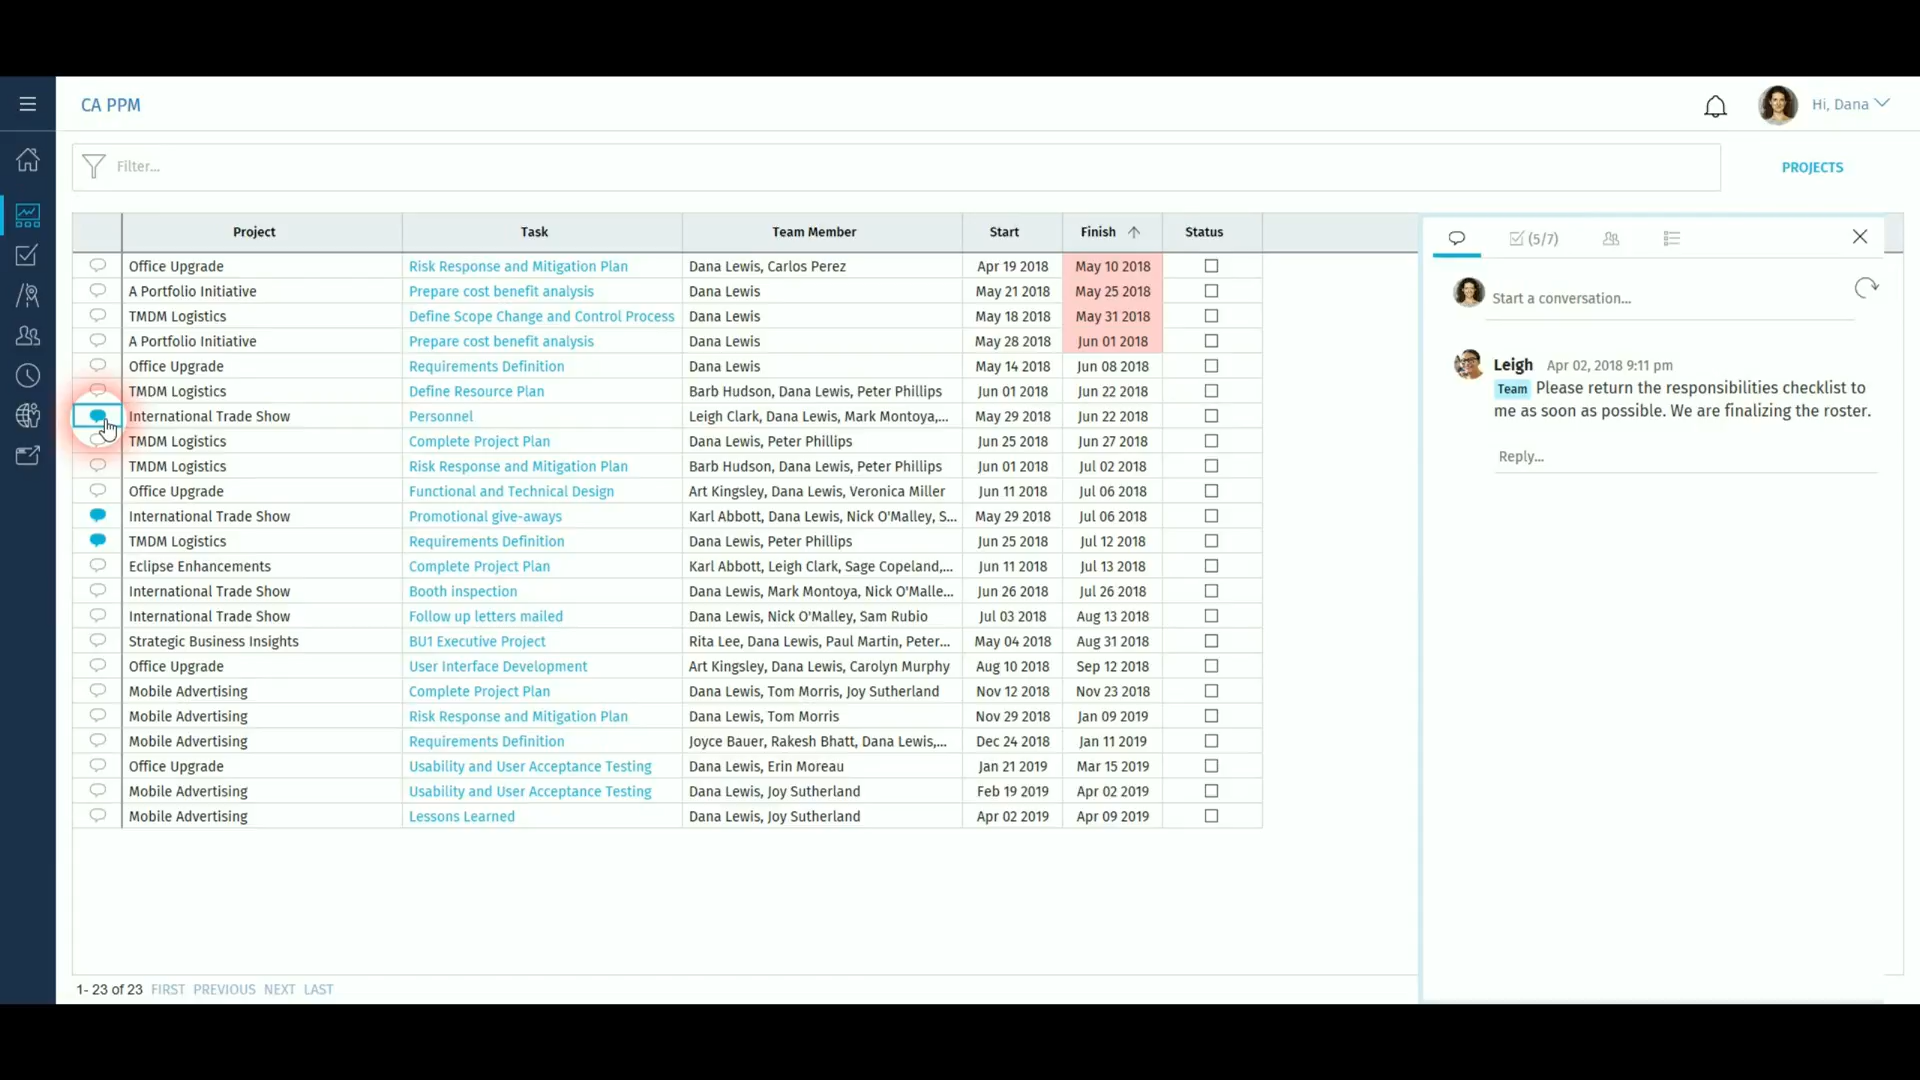 CA PPM
Hi, Dana
Filter...
PROJECTS
Project Task Team Member Start Finish Status
Office Upgrade Risk Response and Mitigation Plan Dana Lewis, Carlos Perez Apr 19 2018 May 10 2018
A Portfolio Initiative Prepare cost benefit analysis Dana Lewis May 21 2018 May 25 2018
TMDM Logistics Define Scope Change and Control Process Dana Lewis May 18 2018 May 31 2018
A Portfolio Initiative Prepare cost benefit analysis Dana Lewis May 28 2018 Jun 01 2018
Office Upgrade Requirements Definition Dana Lewis May 14 2018 Jun 08 2018
TMDM Logistics Define Resource Plan Barb Hudson, Dana Lewis, Peter Phillips Jun 01 2018 Jun 22 2018
International Trade Show Personnel Leigh Clark, Dana Lewis, Mark Montoya,... May 29 2018 Jun 22 2018
TMDM Logistics Complete Project Plan Dana Lewis, Peter Phillips Jun 25 2018 Jun 27 2018
TMDM Logistics Risk Response and Mitigation Plan Barb Hudson, Dana Lewis, Peter Phillips Jun 01 2018 Jul 02 2018
Office Upgrade Functional and Technical Design Art Kingsley, Dana Lewis, Veronica Miller Jun 11 2018 Jul 06 2018
International Trade Show Promotional give-aways Karl Abbott, Dana Lewis, Nick O'Malley, S... May 29 2018 Jul 06 2018
TMDM Logistics Requirements Definition Dana Lewis, Peter Phillips Jun 25 2018 Jul 12 2018
Eclipse Enhancements Complete Project Plan Karl Abbott, Leigh Clark, Sage Copeland,... Jun 11 2018 Jul 13 2018
International Trade Show Booth inspection Dana Lewis, Mark Montoya, Nick O'Malle... Jun 26 2018 Jul 26 2018
International Trade Show Follow up letters mailed Dana Lewis, Nick O'Malley, Sam Rubio Jul 03 2018 Aug 13 2018
Strategic Business Insights BU1 Executive Project Rita Lee, Dana Lewis, Paul Martin, Peter... May 04 2018 Aug 31 2018
Office Upgrade User Interface Development Art Kingsley, Dana Lewis, Carolyn Murphy Aug 10 2018 Sep 12 2018
Mobile Advertising Complete Project Plan Dana Lewis, Tom Morris, Joy Sutherland Nov 12 2018 Nov 23 2018
Mobile Advertising Risk Response and Mitigation Plan Dana Lewis, Tom Morris Nov 29 2018 Jan 09 2019
Mobile Advertising Requirements Definition Joyce Bauer, Rakesh Bhatt, Dana Lewis,... Dec 24 2018 Jan 11 2019
Office Upgrade Usability and User Acceptance Testing Dana Lewis, Erin Moreau Jan 21 2019 Mar 15 2019
Mobile Advertising Usability and User Acceptance Testing Dana Lewis, Joy Sutherland Feb 19 2019 Apr 02 2019
Mobile Advertising Lessons Learned Dana Lewis, Joy Sutherland Apr 02 2019 Apr 09 2019
1- 23 of 23 FIRST PREVIOUS NEXT LAST
(5/7)
Start a conversation...
Leigh Apr 02, 2018 9:11 pm
Team Please return the responsibilities checklist to
me as soon as possible. We are finalizing the roster.
Reply...